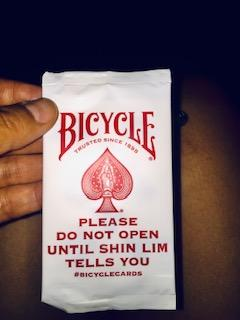 BICYCLE
®
TRUSTED SINCE 1885
®
PLEASE
DO NOT OPEN
UNTIL SHIN LIM
TELLS YOU
#BICYCLECARDS